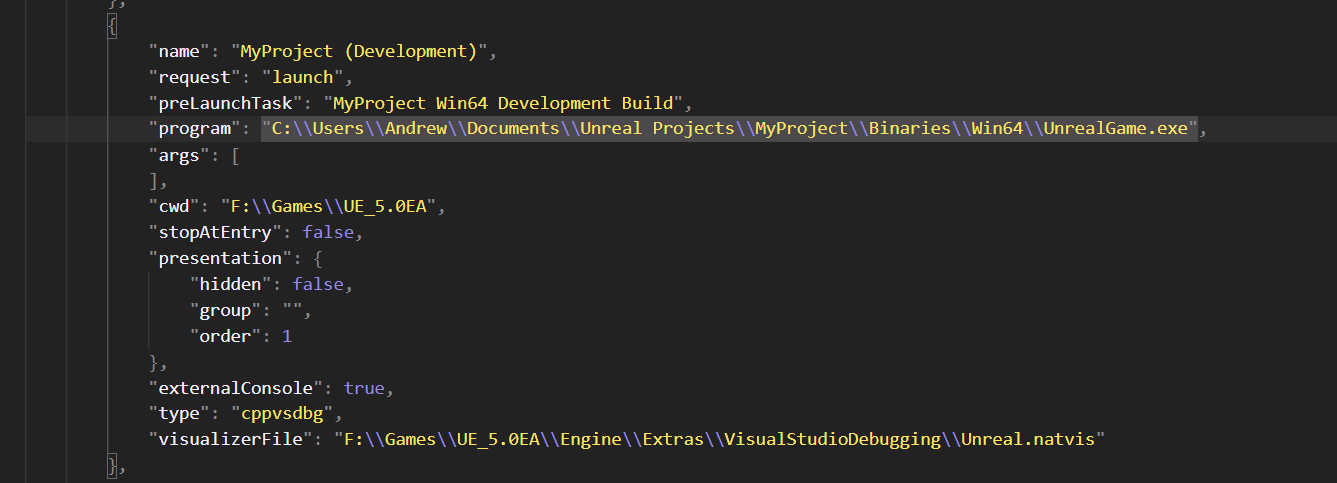 },
{
"name": "MyProject (Development)",
"request": "launch",
"preLaunchTask": "MyProject Win64 Development Build",
"program": "C:\\Users\\Andrew\\Documents\\Unreal Projects\\MyProject\\Binaries\\Win64\\UnrealGame.exe",
"args": [
],
"cwd": "F:\\Games\\UE_5.0EA",
"stopAtEntry": false,
"presentation": {
"hidden": false,
"group": "",
"order": 1
},
"externalConsole": true,
"type": "cppvsdbg",
"visualizerFile": "F:\\Games\\UE_5.0EA\\Engine\\Extras\\VisualStudioDebugging\\Unreal.natvis"
},